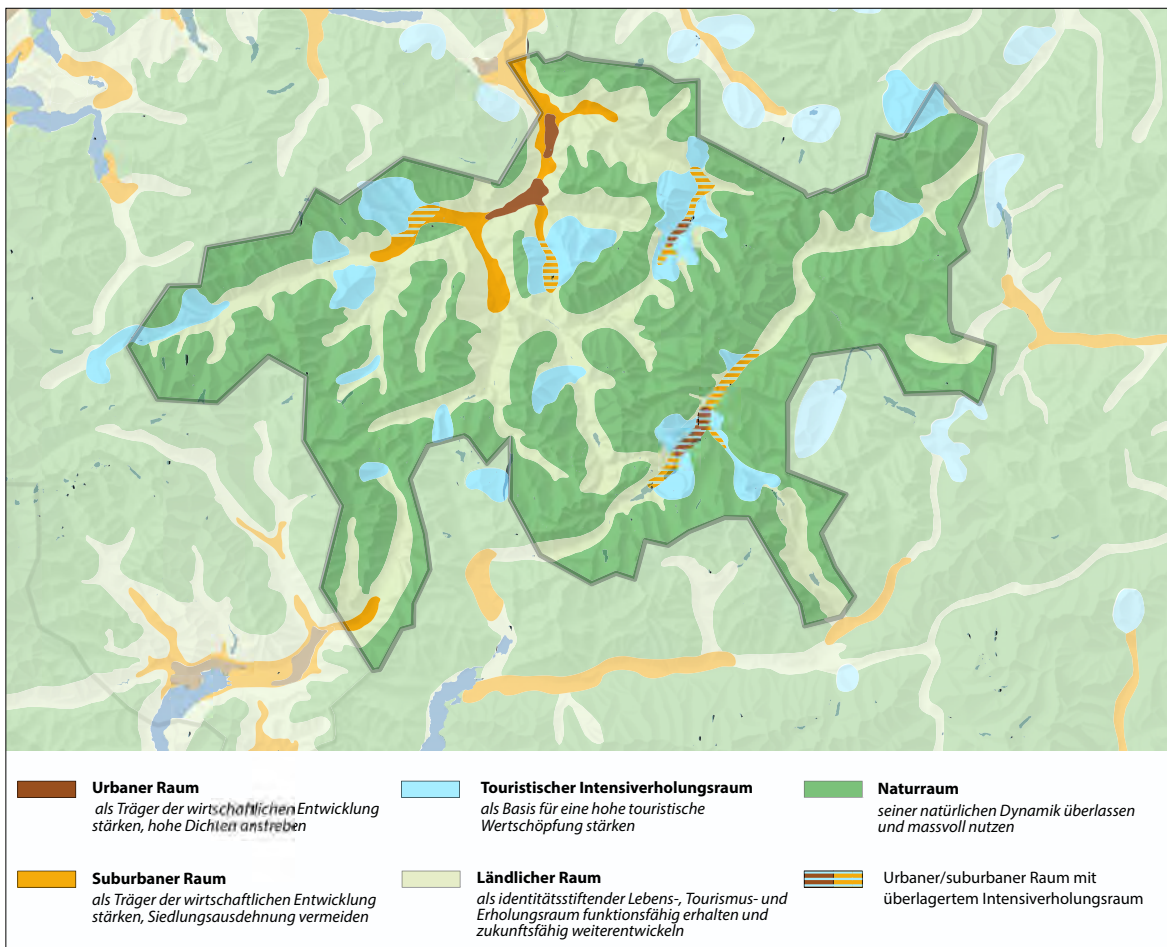 Urbaner Raum
als Träger der wirtschaftlichen Entwicklung
stärken, hohe Dichten anstreben
Touristischer Intensiverholungsraum
als Basis für eine hohe touristische
Wertschöpfung stärken
Naturraum
seiner natürlichen Dynamik überlassen
und massvoll nutzen
Suburbaner Raum
als Träger der wirtschaftlichen Entwicklung
stärken, Siedlungsausdehnung vermeiden
Ländlicher Raum
als identitätsstiftender Lebens-, Tourismus- und
Erholungsraum funktionsfähig erhalten und
zukunftsfähig weiterentwickeln
Urbaner/suburbaner Raum mit
überlagertem Intensiverholungsraum